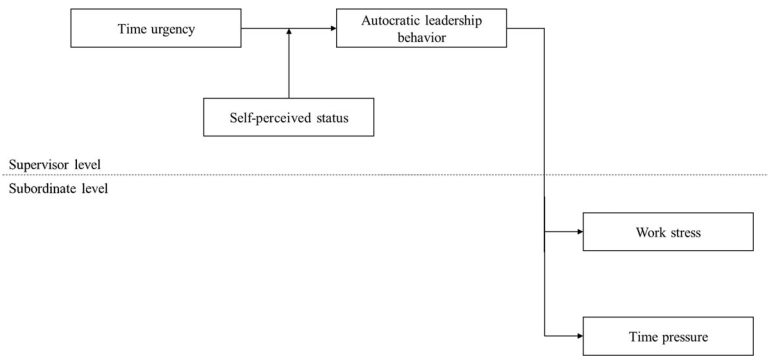 Time urgency
Autocratic leadership
behavior
Self-perceived status
Supervisor level
Subordinate level
Work stress
Time pressure